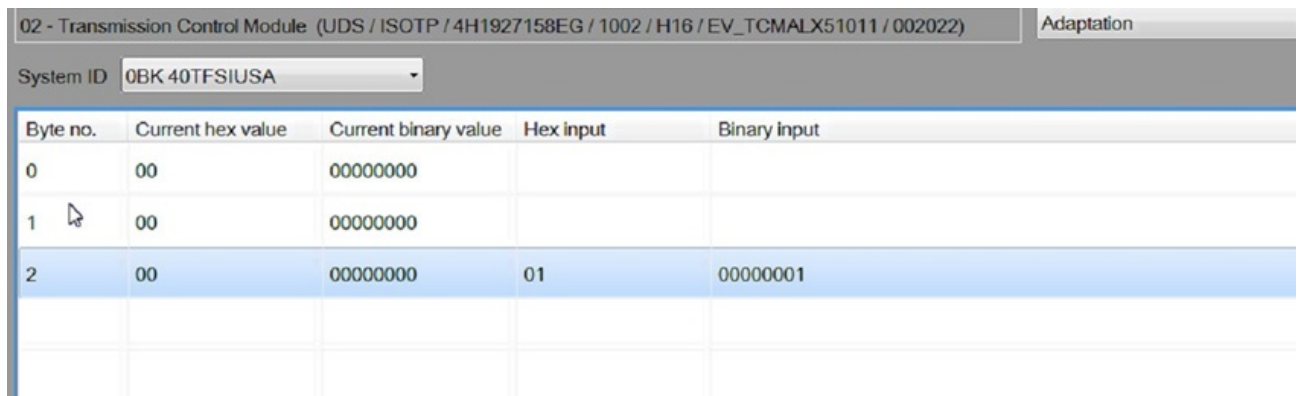 02 - Transmission Control Module (UDS / ISOTP / 4H1927158EG / 1002 / H16 / EV_TCMALX51011 / 002022) Adaptation
System ID 0BK 40TFSIUSA
Byte no. Current hex value Current binary value Hex input Binary input
0 00 00000000
1 00 00000000
2 00 00000000 01 00000001